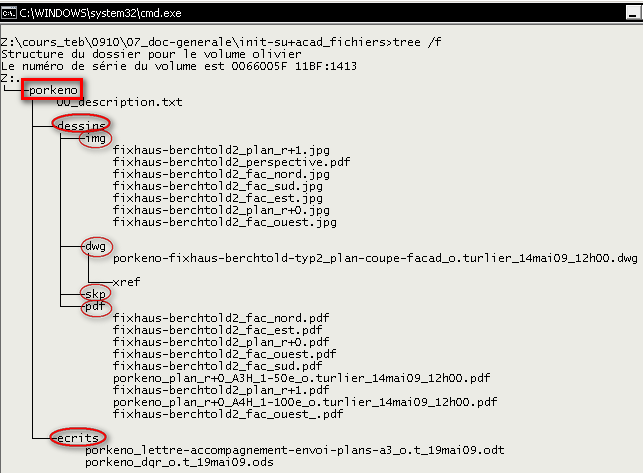 C:\WINDOWS\system32\cmd.exe
Z:\cours_teb\0910\07_doc-generale\init-su+acad_fichiers>tree /f
Structure du dossier pour le volume olivier
Le numéro de série du volume est 0066005F 11BF:1413
Z:.
porkeno
00_description.txt
dessins
img
fixhaus-berchtold2_plan_r+1.jpg
fixhaus-berchtold2_perspective.pdf
fixhaus-berchtold2_fac_nord.jpg
fixhaus-berchtold2_fac_sud.jpg
fixhaus-berchtold2_fac_est.jpg
fixhaus-berchtold2_plan_r+0.jpg
fixhaus-berchtold2_fac_ouest.jpg
dwg
porkeno-fixhaus-berchtold-typ2_plan-coupe-facad_o.turlier_14mai09_12h00.dwg
xref
skp
pdf
fixhaus-berchtold2_fac_nord.pdf
fixhaus-berchtold2_fac_est.pdf
fixhaus-berchtold2_plan_r+0.pdf
fixhaus-berchtold2_fac_ouest.pdf
fixhaus-berchtold2_fac_sud.pdf
porkeno_plan_r+0_A3H_1-50e_o.turlier_14mai09_12h00.pdf
fixhaus-berchtold2_plan_r+1.pdf
porkeno_plan_r+0_A4H_1-100e_o.turlier_14mai09_12h00.pdf
fixhaus-berchtold2_fac_ouest_.pdf
ecrits
porkeno_lettre-accompagnement-envoi-plans-a3_o.t_19mai09.odt
porkeno_dqr_o.t_19mai09.ods